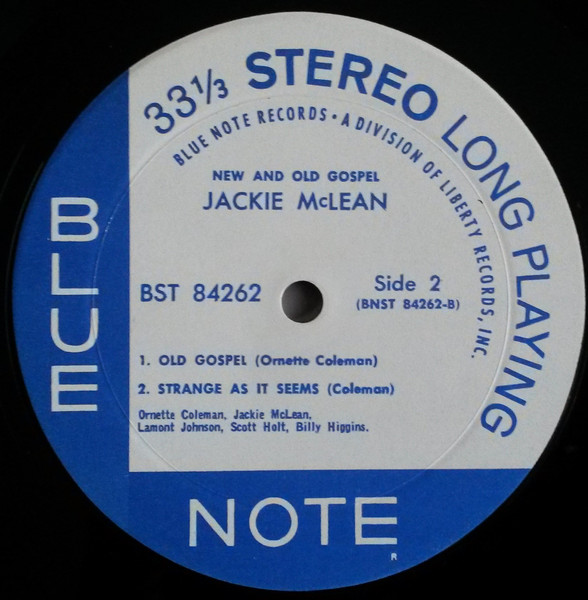 33⅓ STEREO LONG PLAYING
BLUE NOTE RECORDS • A DIVISION OF LIBERTY RECORDS, INC.
NEW AND OLD GOSPEL
JACKIE McLEAN
BST 84262
Side 2
(BNST 84262-B)
1. OLD GOSPEL (Ornette Coleman)
2. STRANGE AS IT SEEMS (Coleman)
Ornette Coleman, Jackie McLean,
Lamont Johnson, Scott Holt, Billy Higgins.
BLUE
NOTE
R